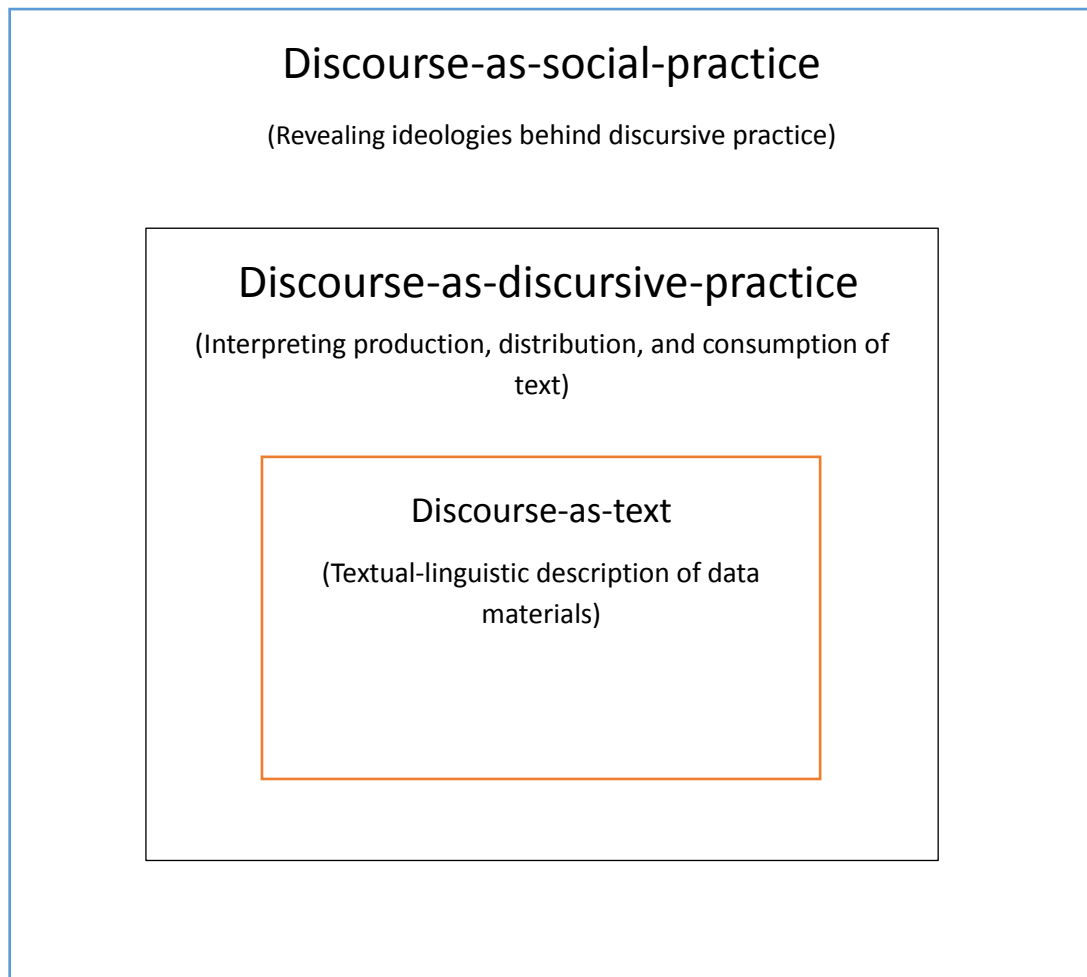 Discourse-as-social-practice
(Revealing ideologies behind discursive practice)
Discourse-as-discursive-practice
(Interpreting production, distribution, and consumption of
text)
Discourse-as-text
(Textual-linguistic description of data
materials)